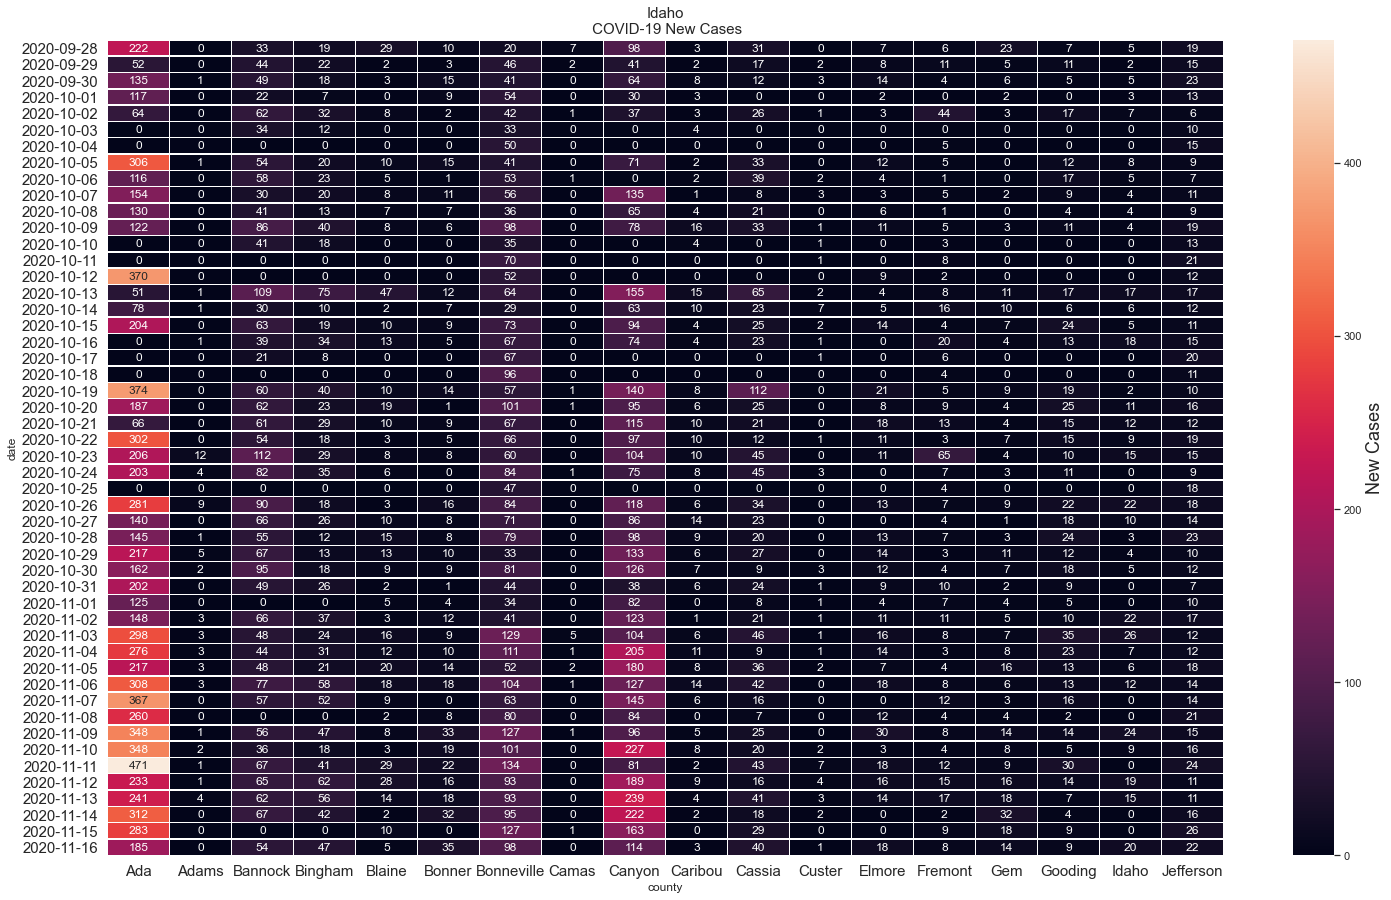 Idaho
COVID-19 New Cases
2020-09-28 222 0 33 19 29 10 20 7 98 3 31 0 7 6 23 7 5 19
2020-09-29 52 0 44 22 2 3 46 2 41 2 17 2 8 11 5 11 2 15
2020-09-30 135 1 49 18 3 15 41 0 64 8 12 3 14 4 6 5 5 23
2020-10-01 117 0 22 7 0 9 54 0 30 3 0 0 2 0 2 0 3 13
2020-10-02 64 0 62 32 8 2 42 1 37 3 26 1 3 44 3 17 7 6
2020-10-03 0 0 34 12 0 0 33 0 0 4 0 0 0 0 0 0 0 10
2020-10-04 0 0 0 0 0 0 50 0 0 0 0 0 0 5 0 0 0 15
2020-10-05 306 1 54 20 10 15 41 0 71 2 33 0 12 5 0 12 8 9
2020-10-06 116 0 58 23 5 1 53 1 0 2 39 2 4 1 0 17 5 7
2020-10-07 154 0 30 20 8 11 56 0 135 1 8 3 3 5 2 9 4 11
2020-10-08 130 0 41 13 7 7 36 0 65 4 21 0 6 1 0 4 4 9
2020-10-09 122 0 86 40 8 6 98 0 78 16 33 1 11 5 3 11 4 19
2020-10-10 0 0 41 18 0 0 35 0 0 4 0 1 0 3 0 0 0 13
2020-10-11 0 0 0 0 0 0 70 0 0 0 0 1 0 8 0 0 0 21
2020-10-12 370 0 0 0 0 0 52 0 0 0 0 0 9 2 0 0 0 12
2020-10-13 51 1 109 75 47 12 64 0 155 15 65 2 4 8 11 17 17 17
2020-10-14 78 1 30 10 2 7 29 0 63 10 23 7 5 16 10 6 6 12
2020-10-15 204 0 63 19 10 9 73 0 94 4 25 2 14 4 7 24 5 11
2020-10-16 0 1 39 34 13 5 67 0 74 4 23 1 0 20 4 13 18 15
2020-10-17 0 0 21 8 0 0 67 0 0 0 0 1 0 6 0 0 0 20
2020-10-18 0 0 0 0 0 0 96 0 0 0 0 0 0 4 0 0 0 11
2020-10-19 374 0 60 40 10 14 57 1 140 8 112 0 21 5 9 19 2 10
2020-10-20 187 0 62 23 19 1 101 1 95 6 25 0 8 9 4 25 11 16
2020-10-21 66 0 61 29 10 9 67 0 115 10 21 0 18 13 4 15 12 12
2020-10-22 302 0 54 18 3 5 66 0 97 10 12 1 11 3 7 15 9 19
2020-10-23 206 12 112 29 8 8 60 0 104 10 45 0 11 65 4 10 15 15
2020-10-24 203 4 82 35 6 0 84 1 75 8 45 3 0 7 3 11 0 9
2020-10-25 0 0 0 0 0 0 47 0 0 0 0 0 0 4 0 0 0 18
2020-10-26 281 9 90 18 3 16 84 0 118 6 34 0 13 7 9 22 22 18
2020-10-27 140 0 66 26 10 8 71 0 86 14 23 0 0 4 1 18 10 14
2020-10-28 145 1 55 12 15 8 79 0 98 9 20 0 13 7 3 24 3 23
2020-10-29 217 5 67 13 13 10 33 0 133 6 27 0 14 3 11 12 4 10
2020-10-30 162 2 95 18 9 9 81 0 126 7 9 3 12 4 7 18 5 12
2020-10-31 202 0 49 26 2 1 44 0 38 6 24 1 9 10 2 9 0 7
2020-11-01 125 0 0 0 5 4 34 0 82 0 8 1 4 7 4 5 0 10
2020-11-02 148 3 66 37 3 12 41 0 123 1 21 1 11 11 5 10 22 17
2020-11-03 298 3 48 24 16 9 129 5 104 6 46 1 16 8 7 35 26 12
2020-11-04 276 3 44 31 12 10 111 1 205 11 9 1 14 3 8 23 7 12
2020-11-05 217 3 48 21 20 14 52 2 180 8 36 2 7 4 16 13 6 18
2020-11-06 308 3 77 58 18 18 104 1 127 14 42 0 18 8 6 13 12 14
2020-11-07 367 0 57 52 9 0 63 0 145 6 16 0 0 12 3 16 0 14
2020-11-08 260 0 0 0 2 8 80 0 84 0 7 0 12 4 4 2 0 21
2020-11-09 348 1 56 47 8 33 127 1 96 5 25 0 30 8 14 14 24 15
2020-11-10 348 2 36 18 3 19 101 0 227 8 20 2 3 4 8 5 9 16
2020-11-11 471 1 67 41 29 22 134 0 81 2 43 7 18 12 9 30 0 24
2020-11-12 233 1 65 62 28 16 93 0 189 9 16 4 16 15 16 14 19 11
2020-11-13 241 4 62 56 14 18 93 0 239 4 41 3 14 17 18 7 15 11
2020-11-14 312 0 67 42 2 32 95 0 222 2 18 2 0 2 32 4 0 16
2020-11-15 283 0 0 0 10 0 127 1 163 0 29 0 0 9 18 9 0 26
2020-11-16 185 0 54 47 5 35 98 0 114 3 40 1 18 8 14 9 20 22
Ada Adams Bannock Bingham Blaine Bonner Bonneville Camas Canyon Caribou Cassia Custer Elmore Fremont Gem Gooding Idaho Jefferson
county
date
400
300
200
100
0
New Cases